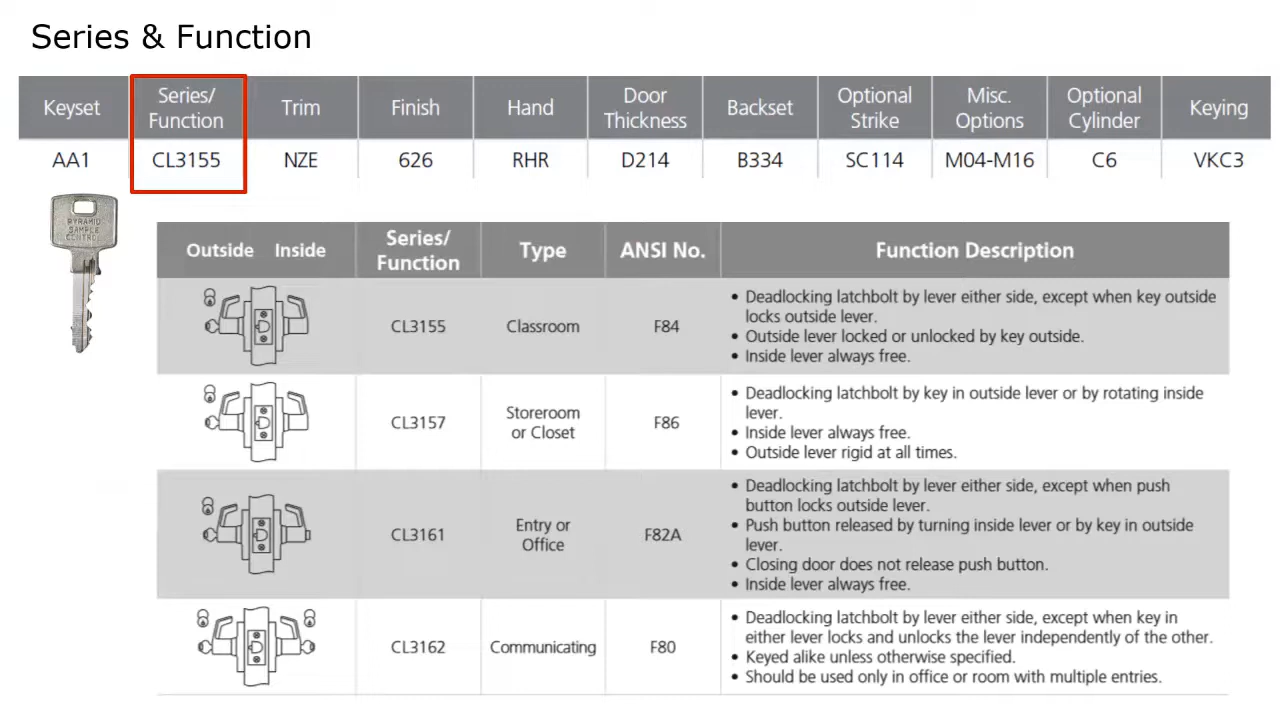 Series & Function
Keyset
Series/
Function
Trim
Finish
Hand
Door
Thickness
Backset
Optional
Strike
Misc.
Options
Optional
Cylinder
Keying
AA1
CL3155
NZE
626
RHR
D214
B334
SC114
M04-M16
C6
VKC3
PYRAMID
SAMPLE
CONTROL
Outside Inside
Series/
Function
Type
ANSI No.
Function Description
CL3155
Classroom
F84
• Deadlocking latchbolt by lever either side, except when key outside
locks outside lever.
• Outside lever locked or unlocked by key outside.
• Inside lever always free.
CL3157
Storeroom
or Closet
F86
• Deadlocking latchbolt by key in outside lever or by rotating inside
lever.
• Inside lever always free.
• Outside lever rigid at all times.
CL3161
Entry or
Office
F82A
• Deadlocking latchbolt by lever either side, except when push
button locks outside lever.
• Push button released by turning inside lever or by key in outside
lever.
• Closing door does not release push button.
• Inside lever always free.
CL3162
Communicating
F80
• Deadlocking latchbolt by lever either side, except when key in
either lever locks and unlocks the lever independently of the other.
• Keyed alike unless otherwise specified.
• Should be used only in office or room with multiple entries.